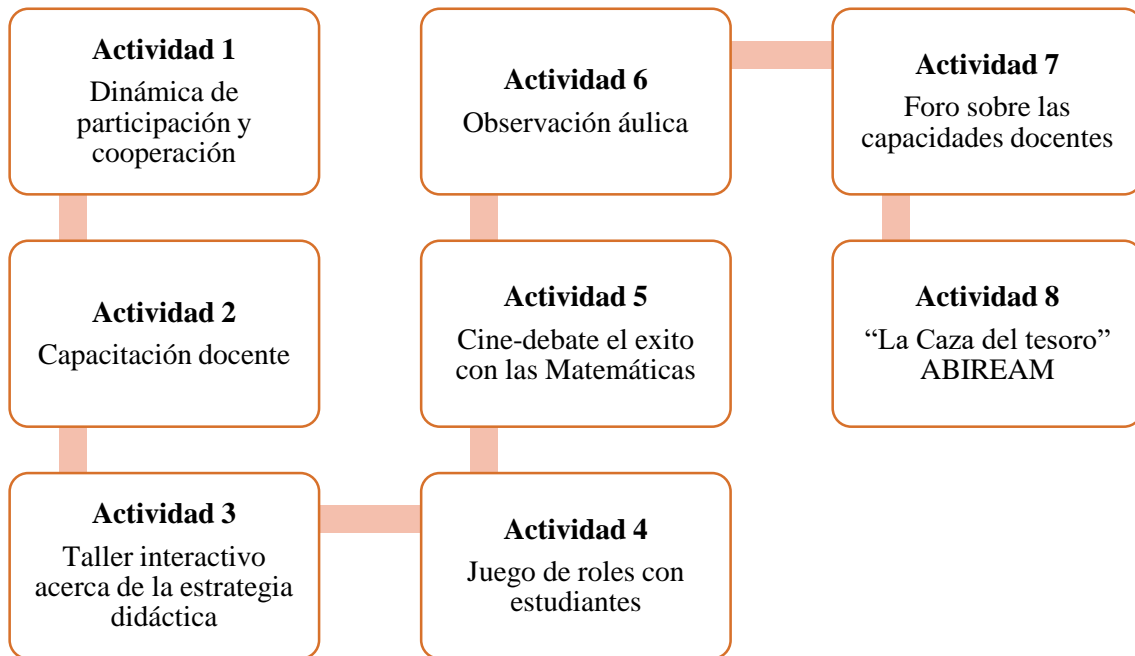 Actividad 1
Dinámica de
participación y
cooperación
Actividad 2
Capacitación docente
Actividad 3
Taller interactivo
acerca de la estrategia
didáctica
Actividad 4
Juego de roles con
estudiantes
Actividad 5
Cine-debate el exito
con las Matemáticas
Actividad 6
Observación áulica
Actividad 7
Foro sobre las
capacidades docentes
Actividad 8
“La Caza del tesoro”
ABIREAM